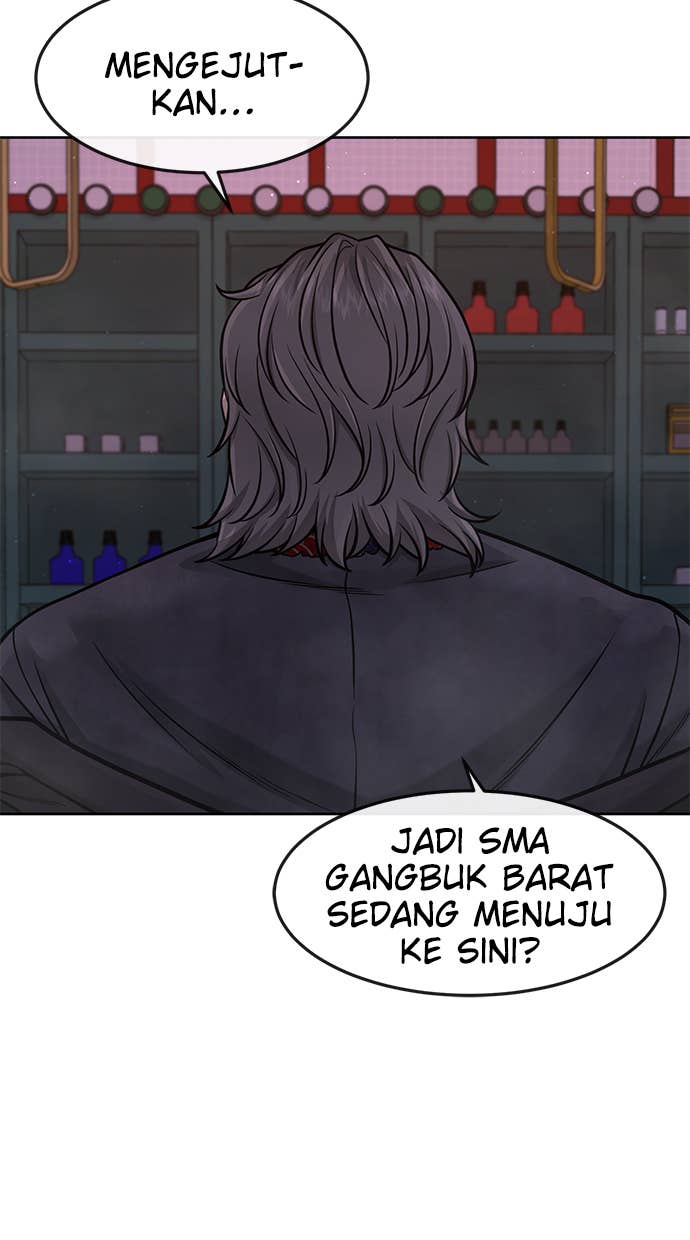 MENGEJUT-
KAN...
JADI SMA
GANGBUK BARAT
SEDANG MENUJU
KE SINI?